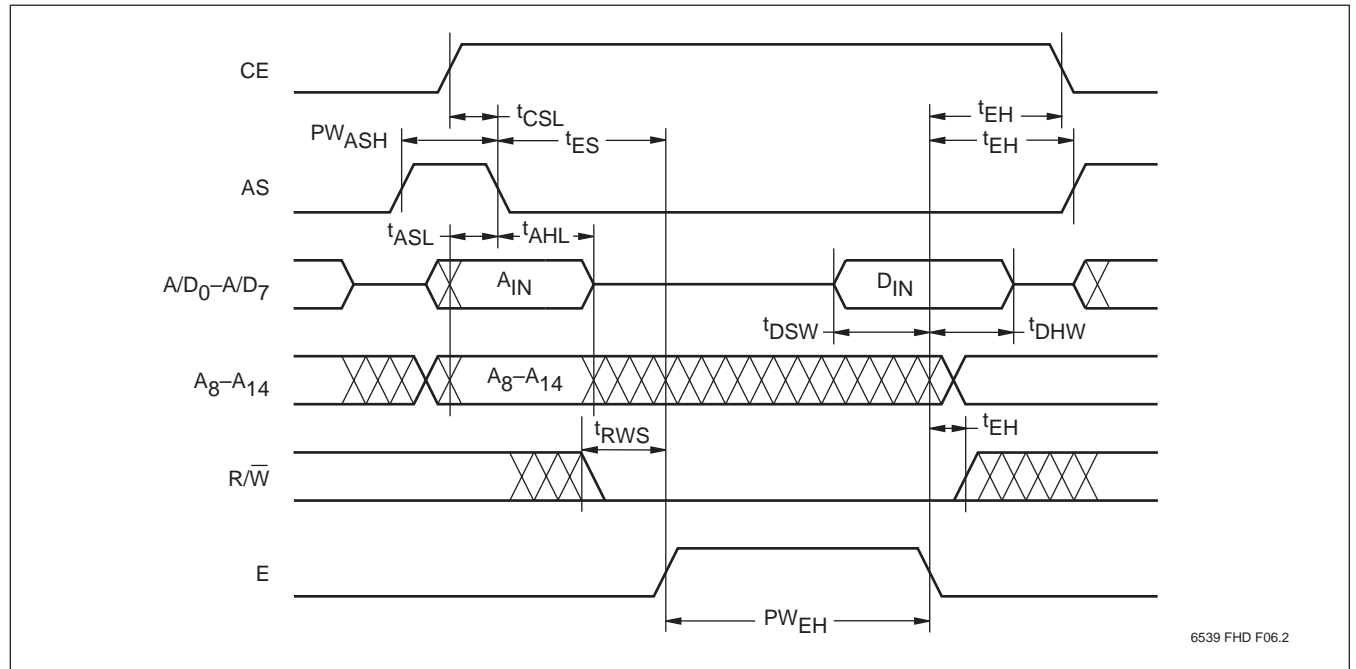 CE
tCSL
tEH
PWASH
tES
tEH
AS
tASL
tAHL
A/D0–A/D7
AIN
DIN
tDSW
tDHW
A8–A14
A8–A14
tRWS
tEH
R/W̅
E
PWEH
6539 FHD F06.2